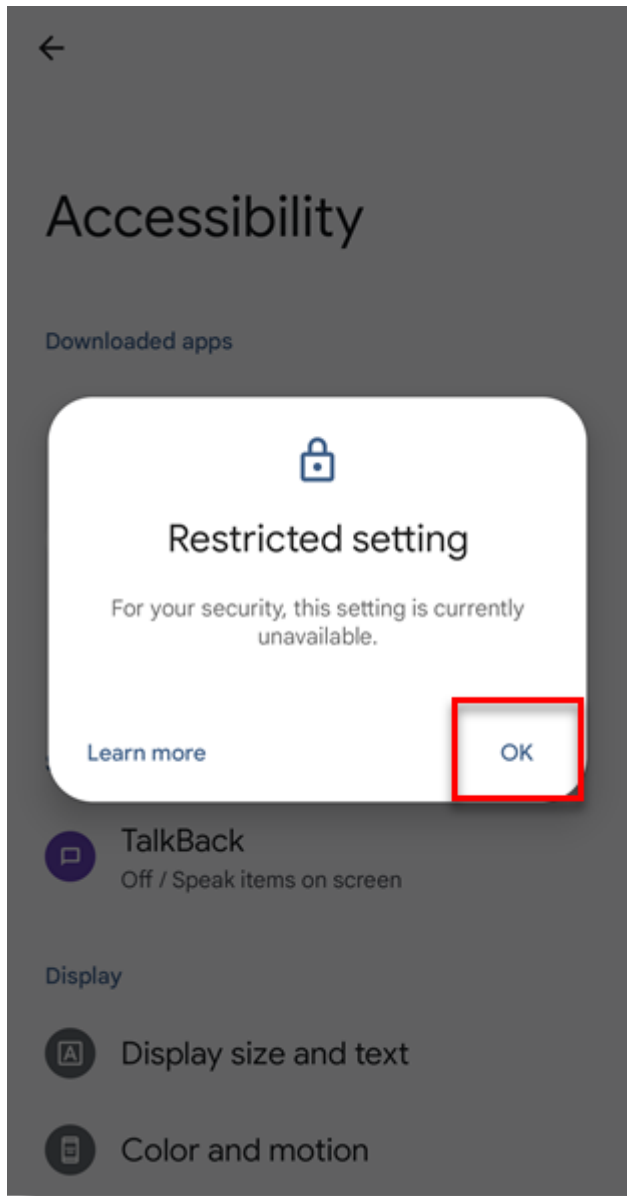 Accessibility
Downloaded apps
Restricted setting
For your security, this setting is currently
unavailable.
Learn more
OK
TalkBack
Off / Speak items on screen
Display
Display size and text
Color and motion